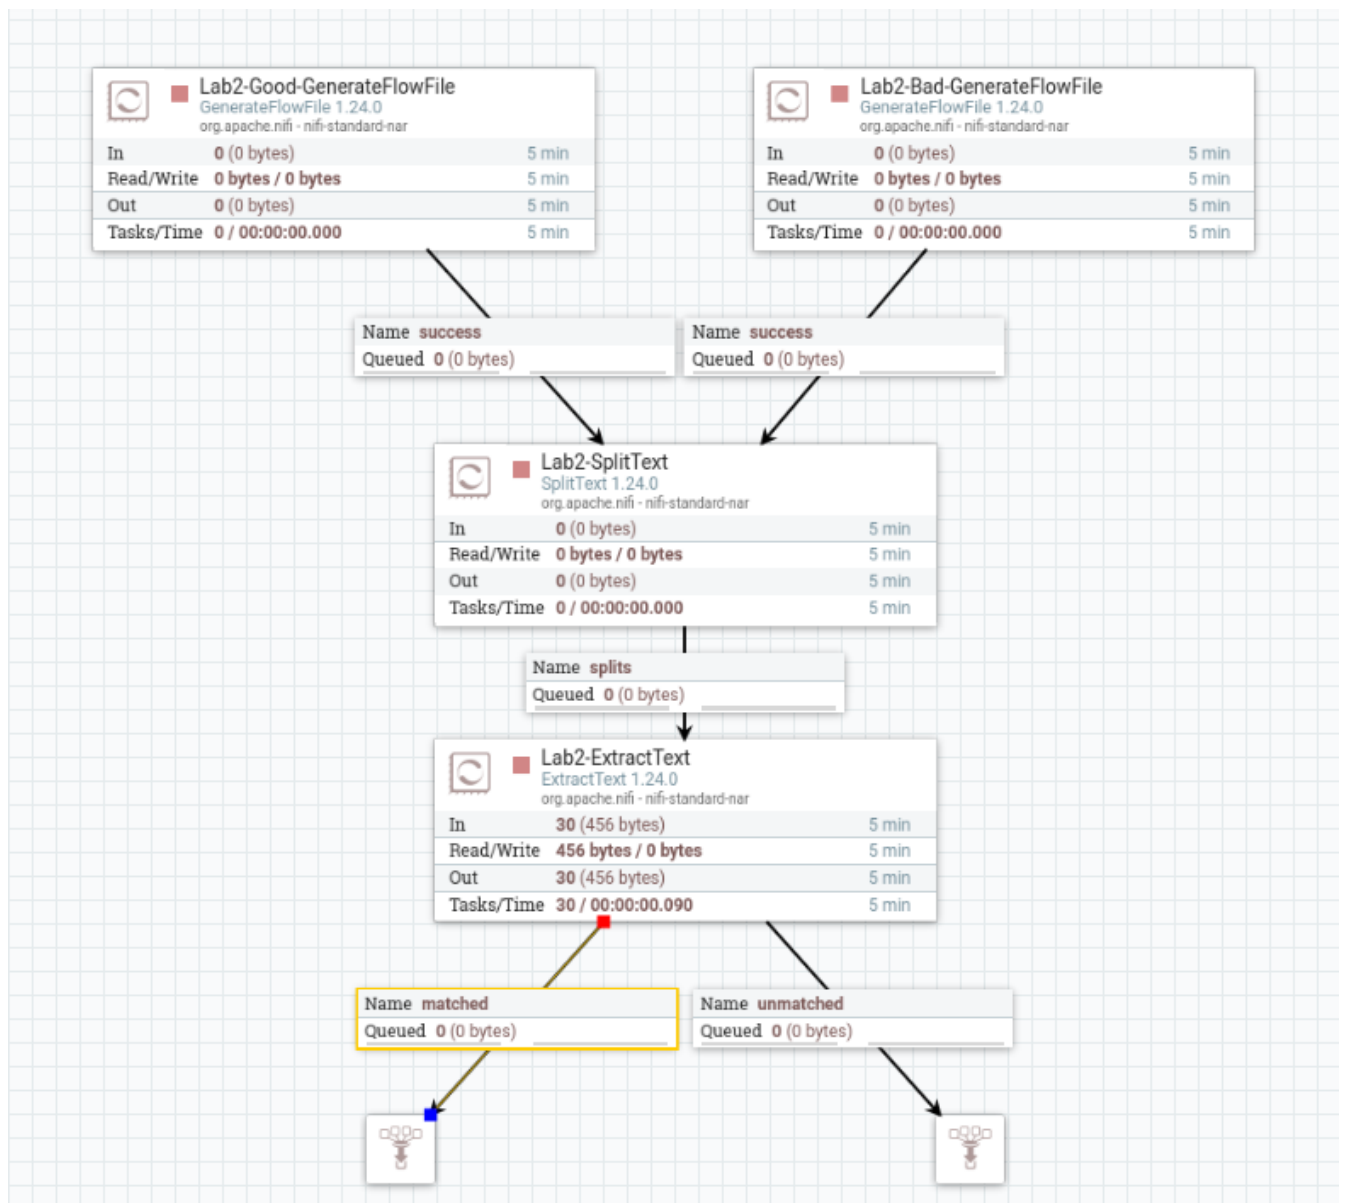 Lab2-Good-GenerateFlowFile
GenerateFlowFile 1.24.0
org.apache.nifi - nifi-standard-nar
In 0 (0 bytes) 5 min
Read/Write 0 bytes / 0 bytes 5 min
Out 0 (0 bytes) 5 min
Tasks/Time 0 / 00:00:00.000 5 min
Lab2-Bad-GenerateFlowFile
GenerateFlowFile 1.24.0
org.apache.nifi - nifi-standard-nar
In 0 (0 bytes) 5 min
Read/Write 0 bytes / 0 bytes 5 min
Out 0 (0 bytes) 5 min
Tasks/Time 0 / 00:00:00.000 5 min
Name success
Queued 0 (0 bytes)
Name success
Queued 0 (0 bytes)
Lab2-SplitText
SplitText 1.24.0
org.apache.nifi - nifi-standard-nar
In 0 (0 bytes) 5 min
Read/Write 0 bytes / 0 bytes 5 min
Out 0 (0 bytes) 5 min
Tasks/Time 0 / 00:00:00.000 5 min
Name splits
Queued 0 (0 bytes)
Lab2-ExtractText
ExtractText 1.24.0
org.apache.nifi - nifi-standard-nar
In 30 (456 bytes) 5 min
Read/Write 456 bytes / 0 bytes 5 min
Out 30 (456 bytes) 5 min
Tasks/Time 30 / 00:00:00.090 5 min
Name matched
Queued 0 (0 bytes)
Name unmatched
Queued 0 (0 bytes)